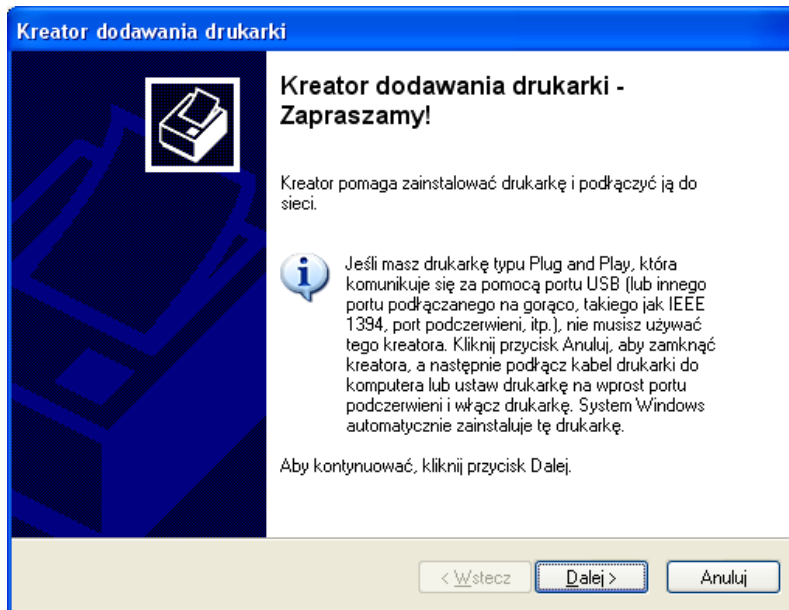 Kreator dodawania drukarki
Kreator dodawania drukarki -
Zapraszamy!
Kreator pomaga zainstalować drukarkę i podłączyć ją do
sieci.
Jeśli masz drukarkę typu Plug and Play, która
komunikuje się za pomocą portu USB (lub innego
portu podłączanego na gorąco, takiego jak IEEE
1394, port podczerwieni, itp.), nie musisz używać
tego kreatora. Kliknij przycisk Anuluj, aby zamknąć
kreatora, a następnie podłącz kabel drukarki do
komputera lub ustaw drukarkę na wprost portu
podczerwieni i włącz drukarkę. System Windows
automatycznie zainstaluje tę drukarkę.
Aby kontynuować, kliknij przycisk Dalej.
< Wstecz Dalej > Anuluj